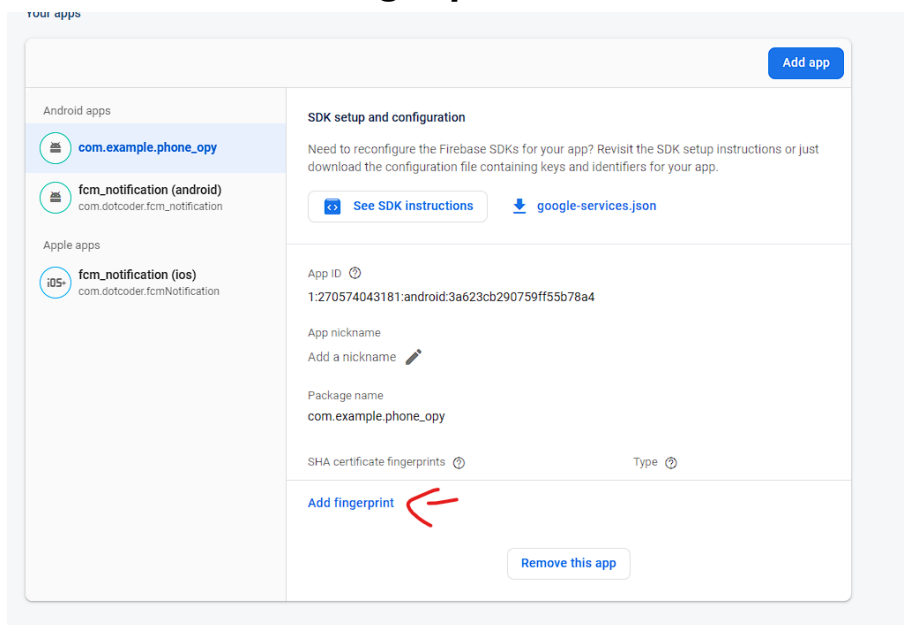 Your apps
Add app
Android apps
com.example.phone_opy
fcm_notification (android)
com.dotcoder.fcm_notification
Apple apps
iOS+
fcm_notification (ios)
com.dotcoder.fcmNotification
SDK setup and configuration
Need to reconfigure the Firebase SDKs for your app? Revisit the SDK setup instructions or just
download the configuration file containing keys and identifiers for your app.
See SDK instructions
google-services.json
App ID
1:270574043181:android:3a623cb290759ff55b78a4
App nickname
Add a nickname
Package name
com.example.phone_opy
SHA certificate fingerprints
Type
Add fingerprint
Remove this app